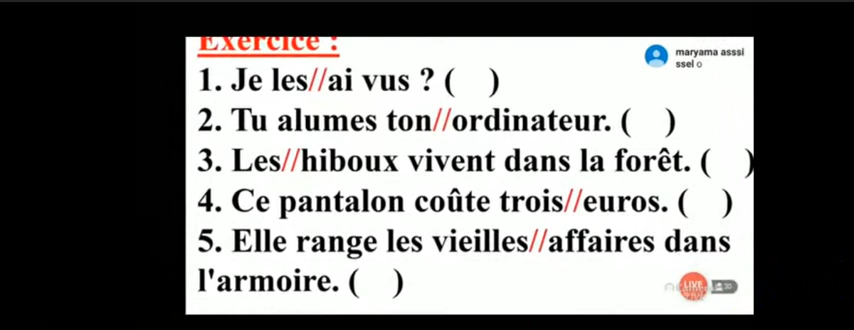 Exercice :
maryama asssi
ssel o
1. Je les//ai vus ? ( )
2. Tu alumes ton//ordinateur. ( )
3. Les//hiboux vivent dans la forêt. ( )
4. Ce pantalon coûte trois//euros. ( )
5. Elle range les vieilles//affaires dans
l'armoire. ( )
LIVE